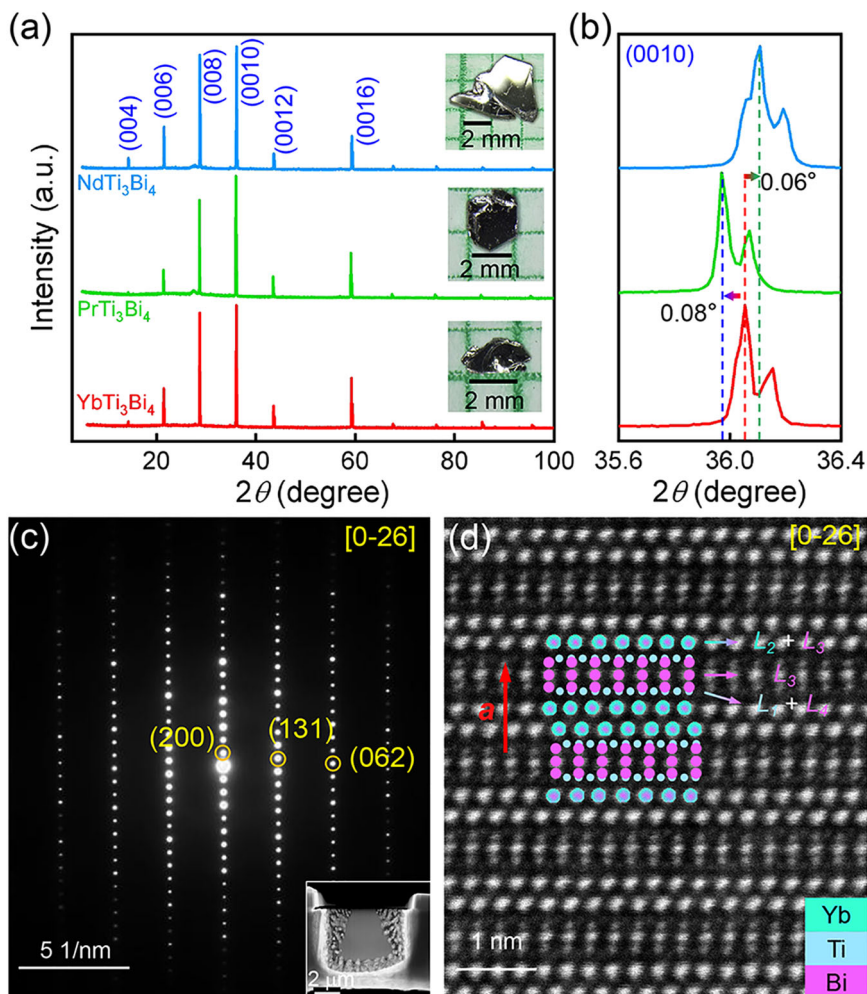 (a)
(b)
Intensity (a.u.)
(004)
(006)
(008)
(0010)
(0012)
(0016)
2 mm
NdTi₃Bi₄
2 mm
PrTi₃Bi₄
2 mm
YbTi₃Bi₄
20 40 60 80 100
2θ (degree)
(0010)
0.06°
0.08°
35.6 36.0 36.4
2θ (degree)
(c)
[0-26]
(200)
(131)
(062)
5 1/nm
2 μm
(d)
[0-26]
L₂ + L₃
L₃
L₁ + L₄
a
1 nm
Yb
Ti
Bi